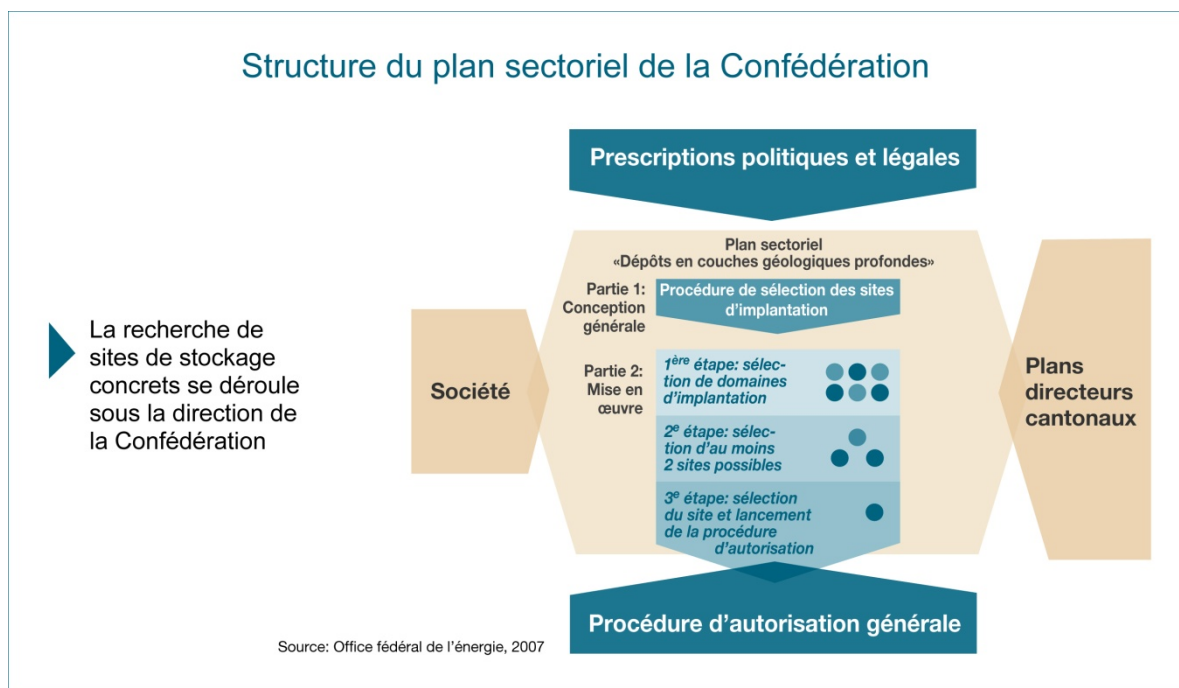 Structure du plan sectoriel de la Confédération
La recherche de
sites de stockage
concrets se déroule
sous la direction de
la Confédération
Prescriptions politiques et légales
Société
Plan sectoriel
«Dépôts en couches géologiques profondes»
Partie 1:
Conception
générale
Procédure de sélection des sites
d’implantation
Partie 2:
Mise en
œuvre
1ère étape: sélec-
tion de domaines
d’implantation
2e étape: sélec-
tion d’au moins
2 sites possibles
3e étape: sélection
du site et lancement
de la procédure
d’autorisation
Plans
directeurs
cantonaux
Procédure d’autorisation générale
Source: Office fédéral de l’énergie, 2007